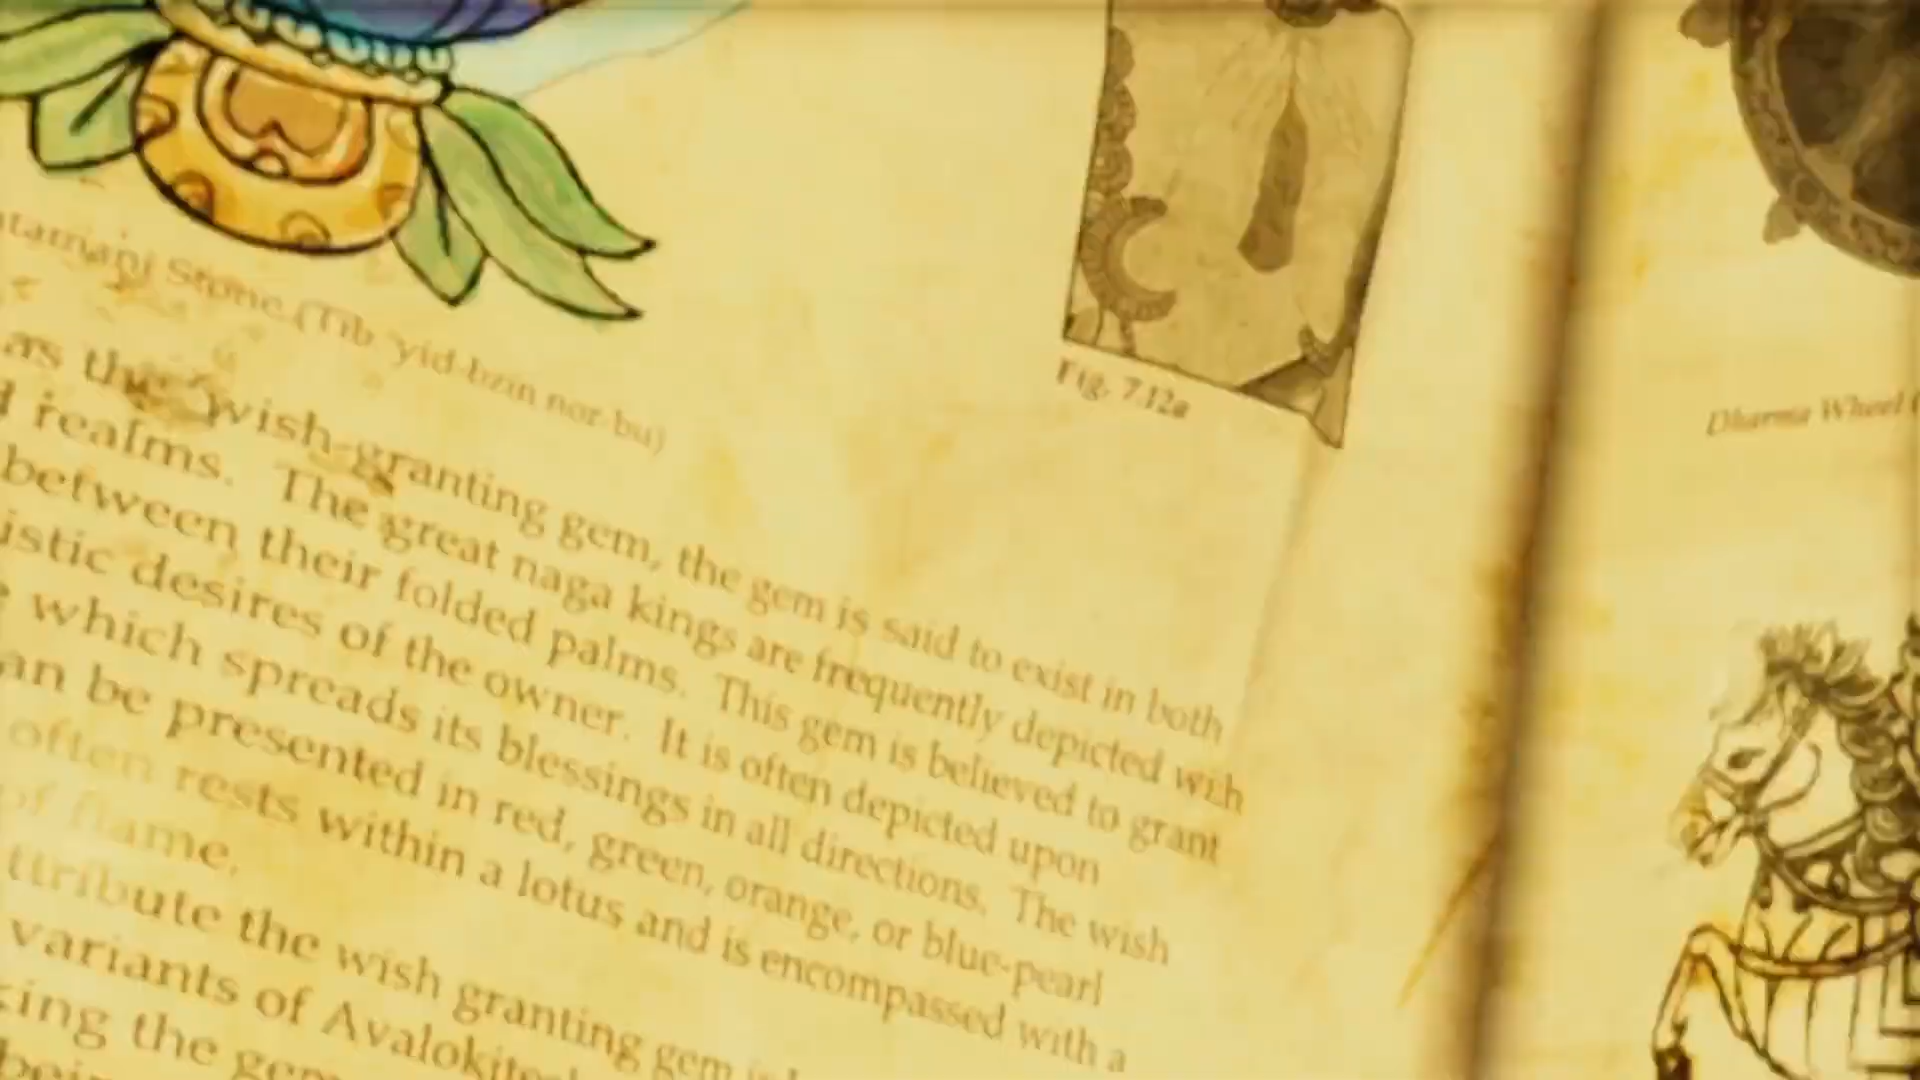 ntamani Stone (Tib yid-bzin nor-bu)
as the wish-granting gem, the gem is said to exist in both
d realms. The great naga kings are frequently depicted with
between their folded palms. This gem is believed to grant
istic desires of the owner. It is often depicted upon
which spreads its blessings in all directions. The wish
an be presented in red, green, orange, or blue-pearl
often rests within a lotus and is encompassed with a
of flame.
ttribute the wish granting gem
variants of Avalokite
king the gem
Fig. 7.12a
Dharma Wheel